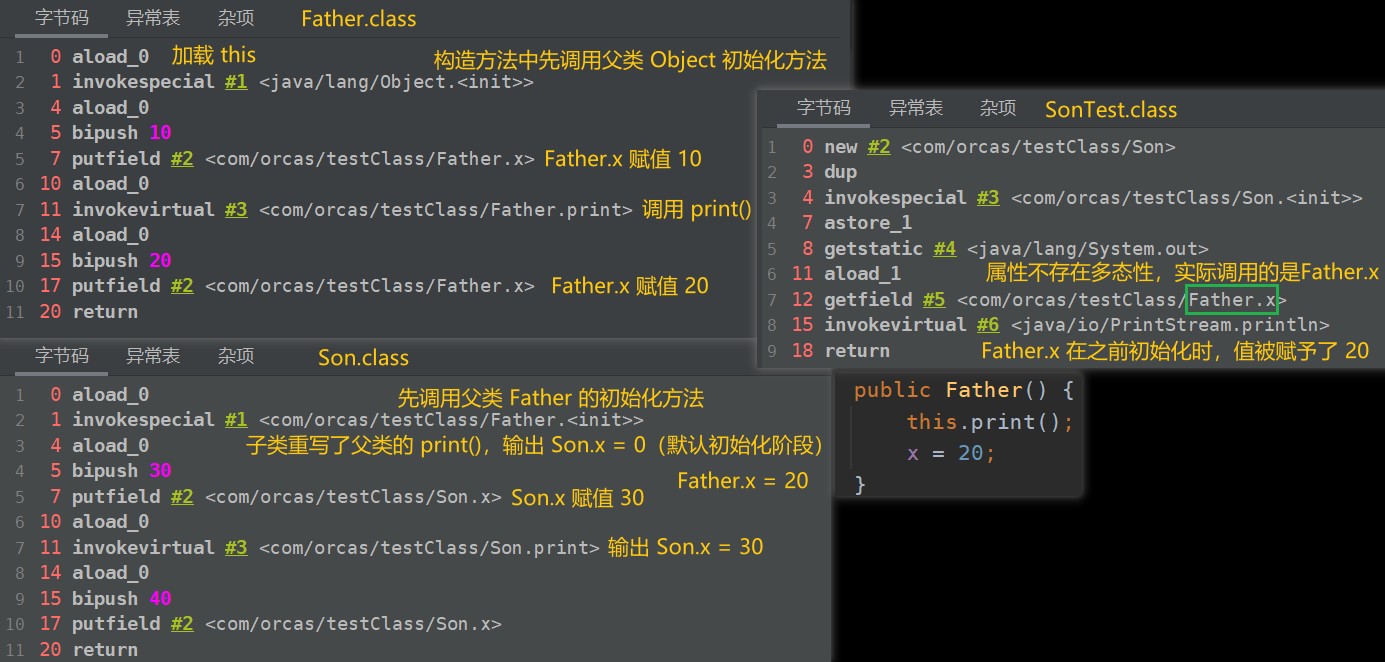 字节码 异常表 杂项 Father.class
1 0 aload_0 加载 this
2 1 invokespecial #1 <java/lang/Object.<init>> 构造方法中先调用父类 Object 初始化方法
3 4 aload_0
4 5 bipush 10
5 7 putfield #2 <com/orcas/testClass/Father.x> Father.x 赋值 10
6 10 aload_0
7 11 invokevirtual #3 <com/orcas/testClass/Father.print> 调用 print()
8 14 aload_0
9 15 bipush 20
10 17 putfield #2 <com/orcas/testClass/Father.x> Father.x 赋值 20
11 20 return
字节码 异常表 杂项 Son.class
1 0 aload_0 先调用父类 Father 的初始化方法
2 1 invokespecial #1 <com/orcas/testClass/Father.<init>>
3 4 aload_0 子类重写了父类的 print()，输出 Son.x = 0（默认初始化阶段）
4 5 bipush 30 Father.x = 20
5 7 putfield #2 <com/orcas/testClass/Son.x> Son.x 赋值 30
6 10 aload_0
7 11 invokevirtual #3 <com/orcas/testClass/Son.print> 输出 Son.x = 30
8 14 aload_0
9 15 bipush 40
10 17 putfield #2 <com/orcas/testClass/Son.x>
11 20 return
字节码 异常表 杂项 SonTest.class
1 0 new #2 <com/orcas/testClass/Son>
2 3 dup
3 4 invokespecial #3 <com/orcas/testClass/Son.<init>>
4 7 astore_1
5 8 getstatic #4 <java/lang/System.out>
6 11 aload_1 属性不存在多态性，实际调用的是Father.x
7 12 getfield #5 <com/orcas/testClass/Father.x>
8 15 invokevirtual #6 <java/io/PrintStream.println>
9 18 return Father.x 在之前初始化时，值被赋予了 20
public Father() {
this.print();
x = 20;
}